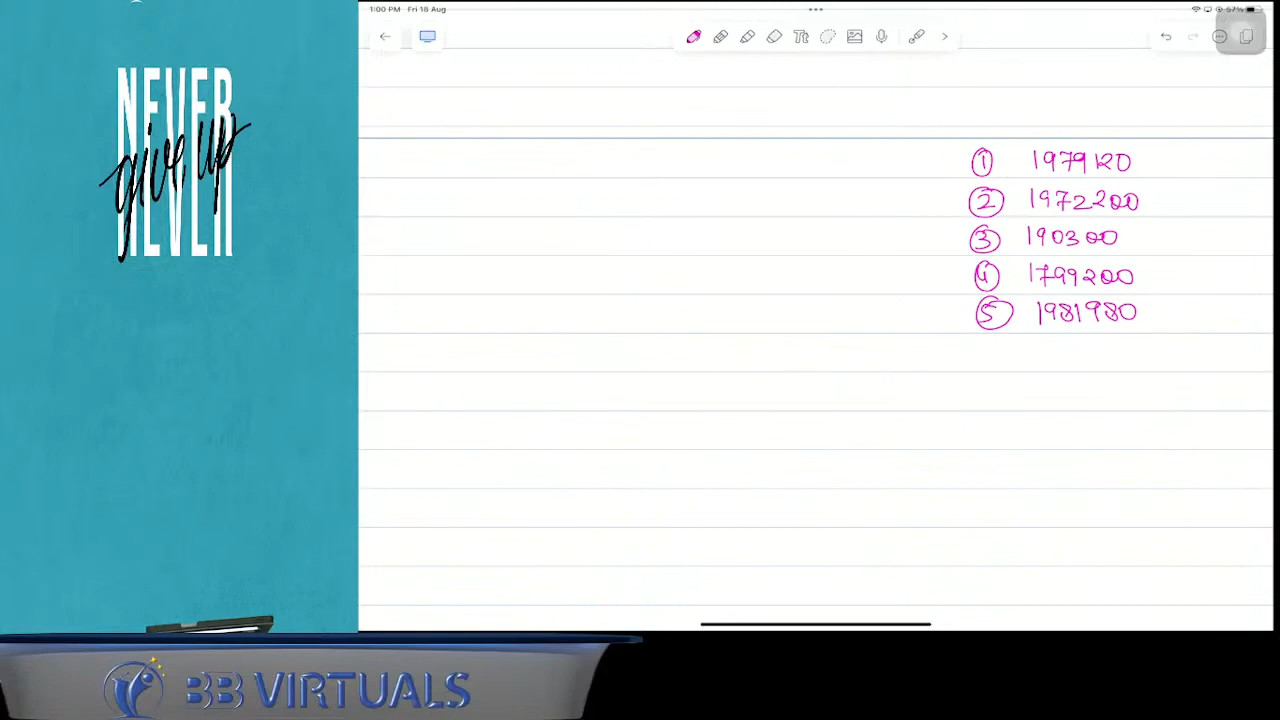 1:00 PM Fri 18 Aug
57%
NEVER
give up
NEVER
① 1979120
② 1972200
③ 190300
④ 1799200
⑤ 1981980
BB VIRTUALS